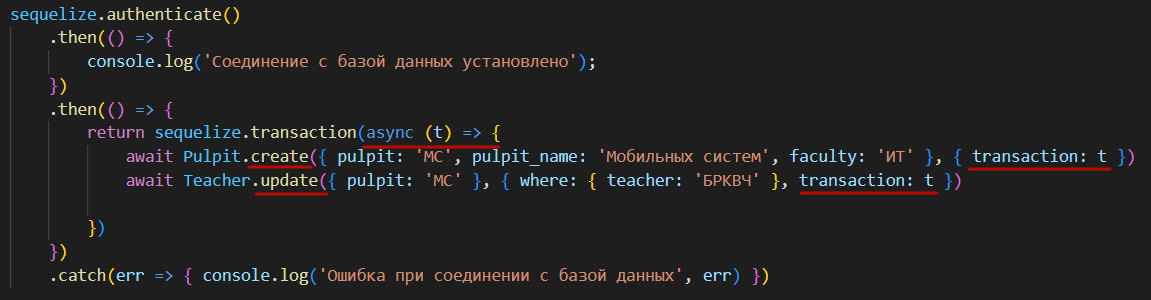 sequelize.authenticate()
.then(() => {
console.log('Соединение с базой данных установлено');
})
.then(() => {
return sequelize.transaction(async (t) => {
await Pulpit.create({ pulpit: 'МС', pulpit_name: 'Мобильных систем', faculty: 'ИТ' }, { transaction: t })
await Teacher.update({ pulpit: 'МС' }, { where: { teacher: 'БРКВЧ' }, transaction: t })
})
})
.catch(err => { console.log('Ошибка при соединении с базой данных', err) })